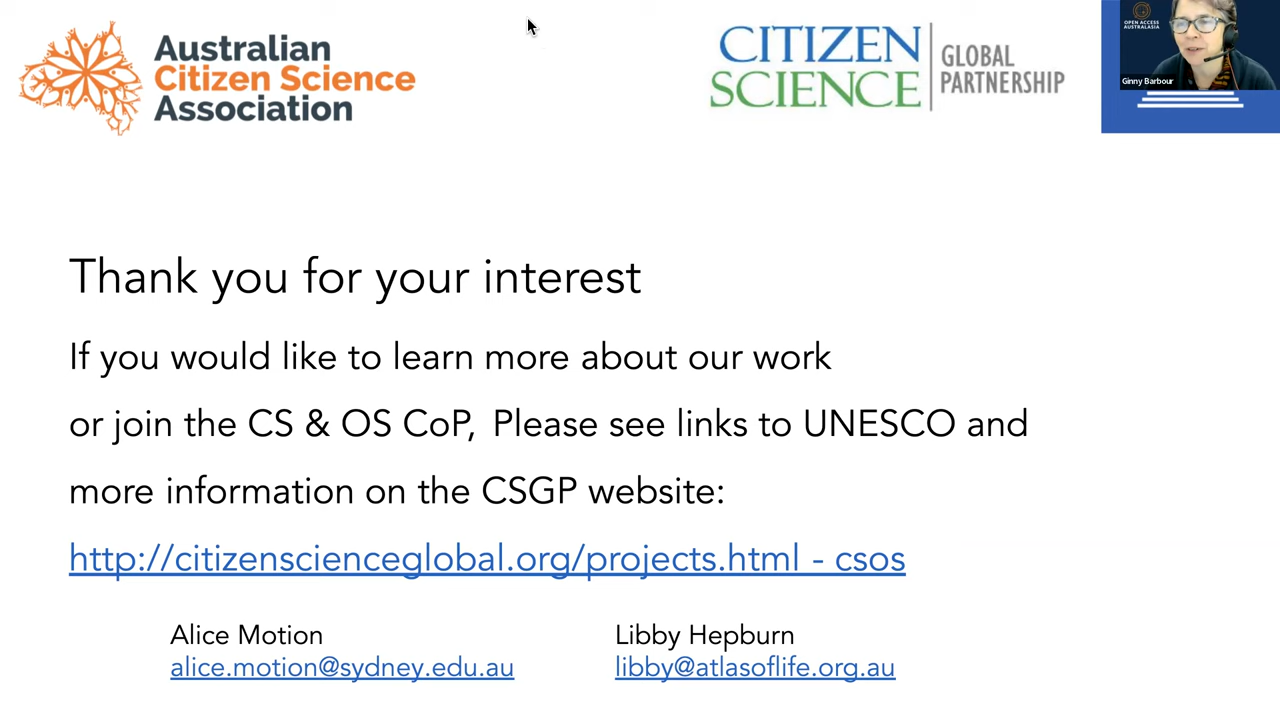 Australian
Citizen Science
Association
CITIZEN
SCIENCE
GLOBAL
PARTNERSHIP
OPEN ACCESS
AUSTRALASIA
Ginny Barbour
Thank you for your interest
If you would like to learn more about our work
or join the CS & OS CoP, Please see links to UNESCO and
more information on the CSGP website:
http://citizenscienceglobal.org/projects.html - csos
Alice Motion
alice.motion@sydney.edu.au
Libby Hepburn
libby@atlasoflife.org.au